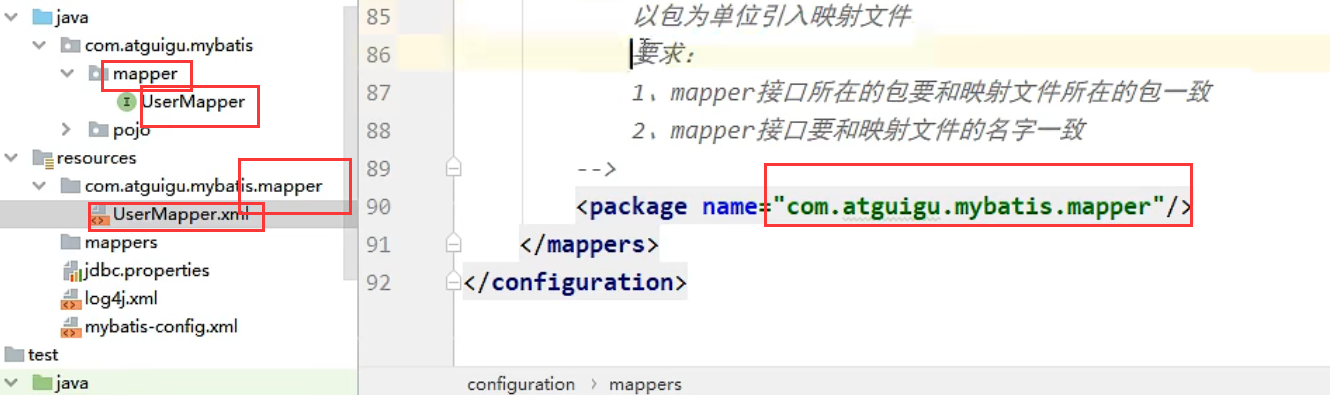 java
com.atguigu.mybatis
mapper
UserMapper
pojo
resources
com.atguigu.mybatis.mapper
UserMapper.xml
mappers
jdbc.properties
log4j.xml
mybatis-config.xml
test
java
85 以包为单位引入映射文件
86 要求：
87 1、mapper接口所在的包要和映射文件所在的包一致
88 2、mapper接口要和映射文件的名字一致
89 -->
90 <package name="com.atguigu.mybatis.mapper"/>
91 </mappers>
92 </configuration>
configuration > mappers